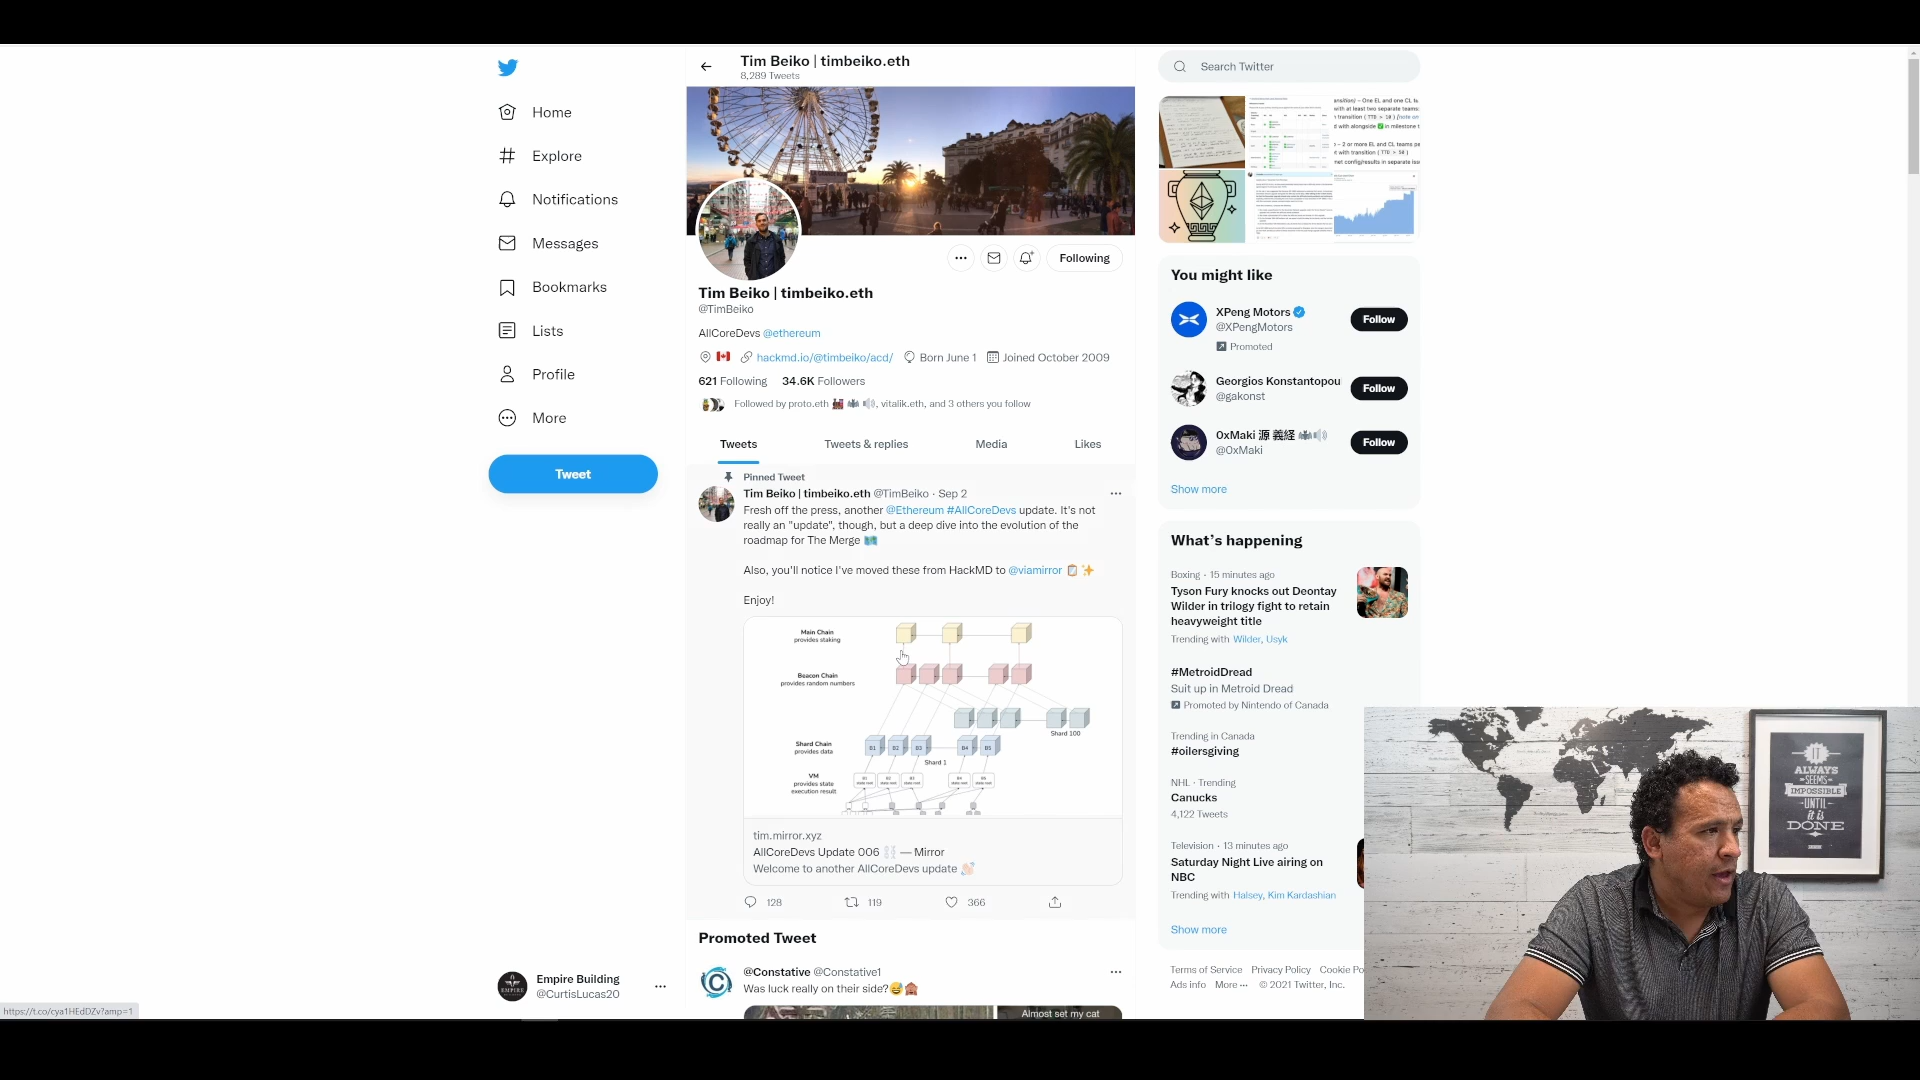 Tim Beiko | timbeiko.eth
8,289 Tweets
Search Twitter
Home
Explore
Notifications
Messages
Bookmarks
Lists
Profile
More
Tweet
Following
Tim Beiko | timbeiko.eth
@TimBeiko
AllCoreDevs @ethereum
hackmd.io/@timbeiko/acd/ Born June 1 Joined October 2009
621 Following 34.6K Followers
Followed by proto.eth 🚂 🦇 🔊, vitalik.eth, and 3 others you follow
Tweets Tweets & replies Media Likes
Pinned Tweet
Tim Beiko | timbeiko.eth @TimBeiko · Sep 2
Fresh off the press, another @Ethereum #AllCoreDevs update. It's not
really an "update", though, but a deep dive into the evolution of the
roadmap for The Merge 🗺️
Also, you'll notice I've moved these from HackMD to @viamirror 📋 ✨
Enjoy!
Main Chain
provides staking
Beacon Chain
provides random numbers
Shard 100
Shard Chain
provides data
B1 B2 B3 B4 B5
Shard 1
VM
provides state
execution result
tim.mirror.xyz
AllCoreDevs Update 006 ⛓ — Mirror
Welcome to another AllCoreDevs update 👋🏻
128 119 366
Promoted Tweet
@Constative @Constative1
Was luck really on their side?😅🙈
Almost set my cat
You might like
XPeng Motors
@XPengMotors
Promoted
Follow
Georgios Konstantopou
@gakonst
Follow
0xMaki 源 義経 🦇🔊
@0xMaki
Follow
Show more
What's happening
Boxing · 15 minutes ago
Tyson Fury knocks out Deontay
Wilder in trilogy fight to retain
heavyweight title
Trending with Wilder, Usyk
#MetroidDread
Suit up in Metroid Dread
Promoted by Nintendo of Canada
Trending in Canada
#oilersgiving
NHL · Trending
Canucks
4,122 Tweets
Television · 13 minutes ago
Saturday Night Live airing on
NBC
Trending with Halsey, Kim Kardashian
Show more
Terms of Service Privacy Policy Cookie Po
Ads info More ··· © 2021 Twitter, Inc.
Empire Building
@CurtisLucas20
https://t.co/cya1HEdDZv?amp=1
IT
ALWAYS
SEEMS
IMPOSSIBLE
UNTIL
it is
DONE